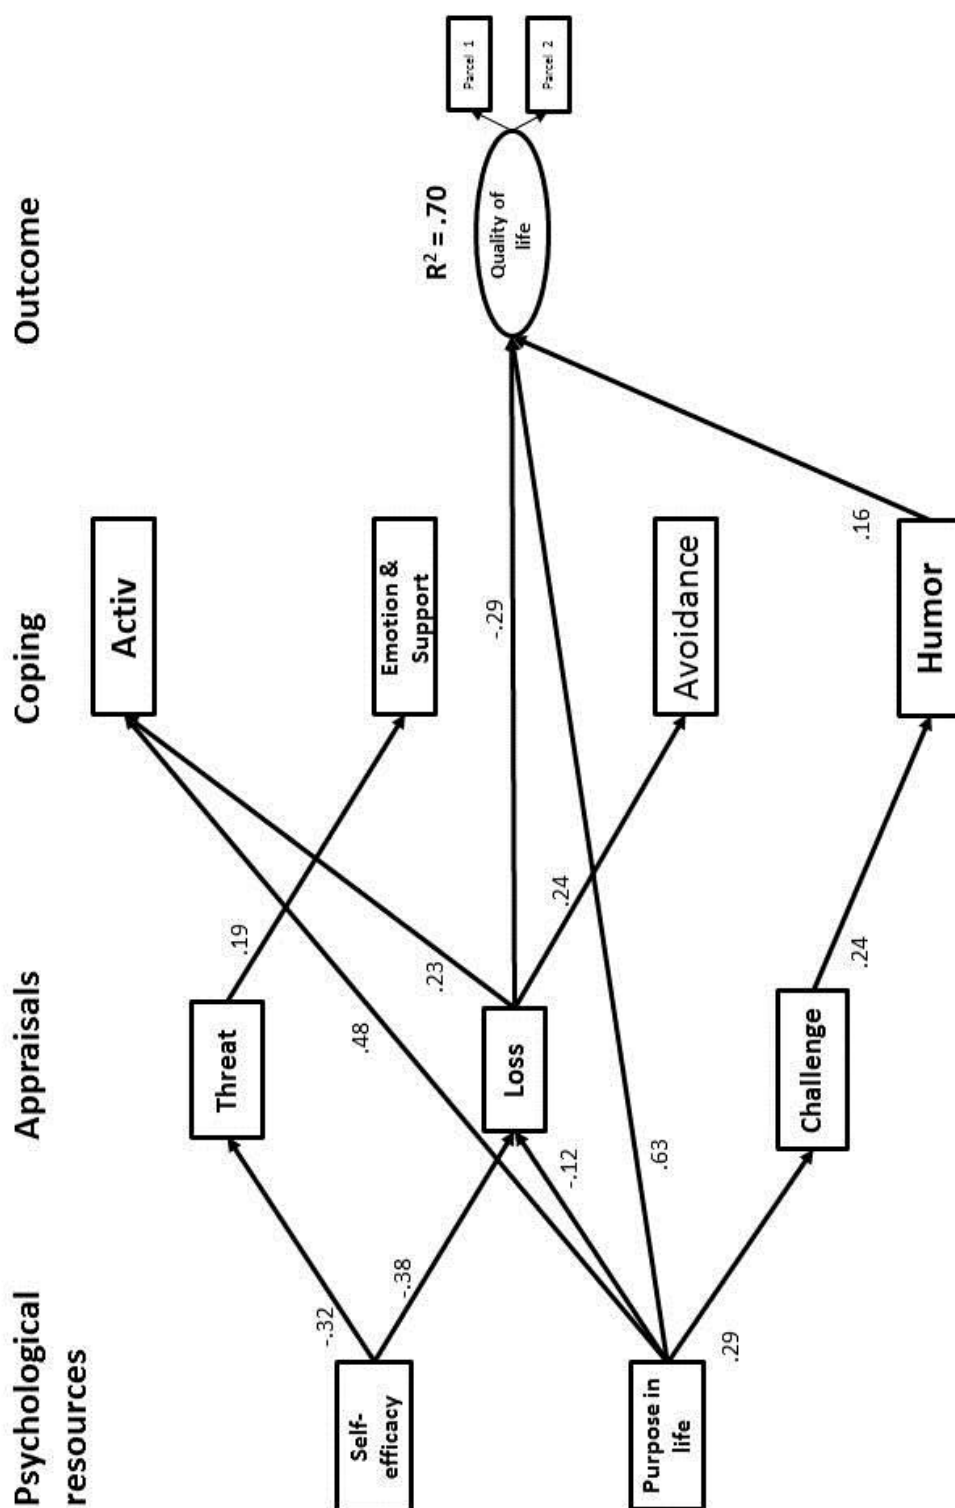 Psychological
resources
Appraisals
Coping
Outcome
Self-
efficacy
Purpose in
life
Threat
Loss
Challenge
Activ
Emotion &
Support
Avoidance
Humor
R² = .70
Quality of
life
Parcel 1
Parcel 2
-.32
-.38
-.12
.63
.29
.48
.19
.23
.24
.24
-.29
.16